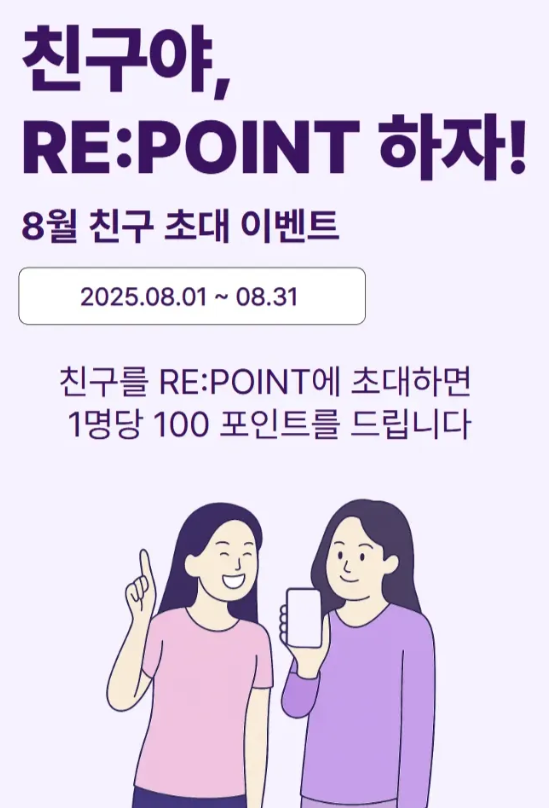 친구야,
RE:POINT 하자!
8월 친구 초대 이벤트
2025.08.01 ~ 08.31
친구를 RE:POINT에 초대하면
1명당 100 포인트를 드립니다